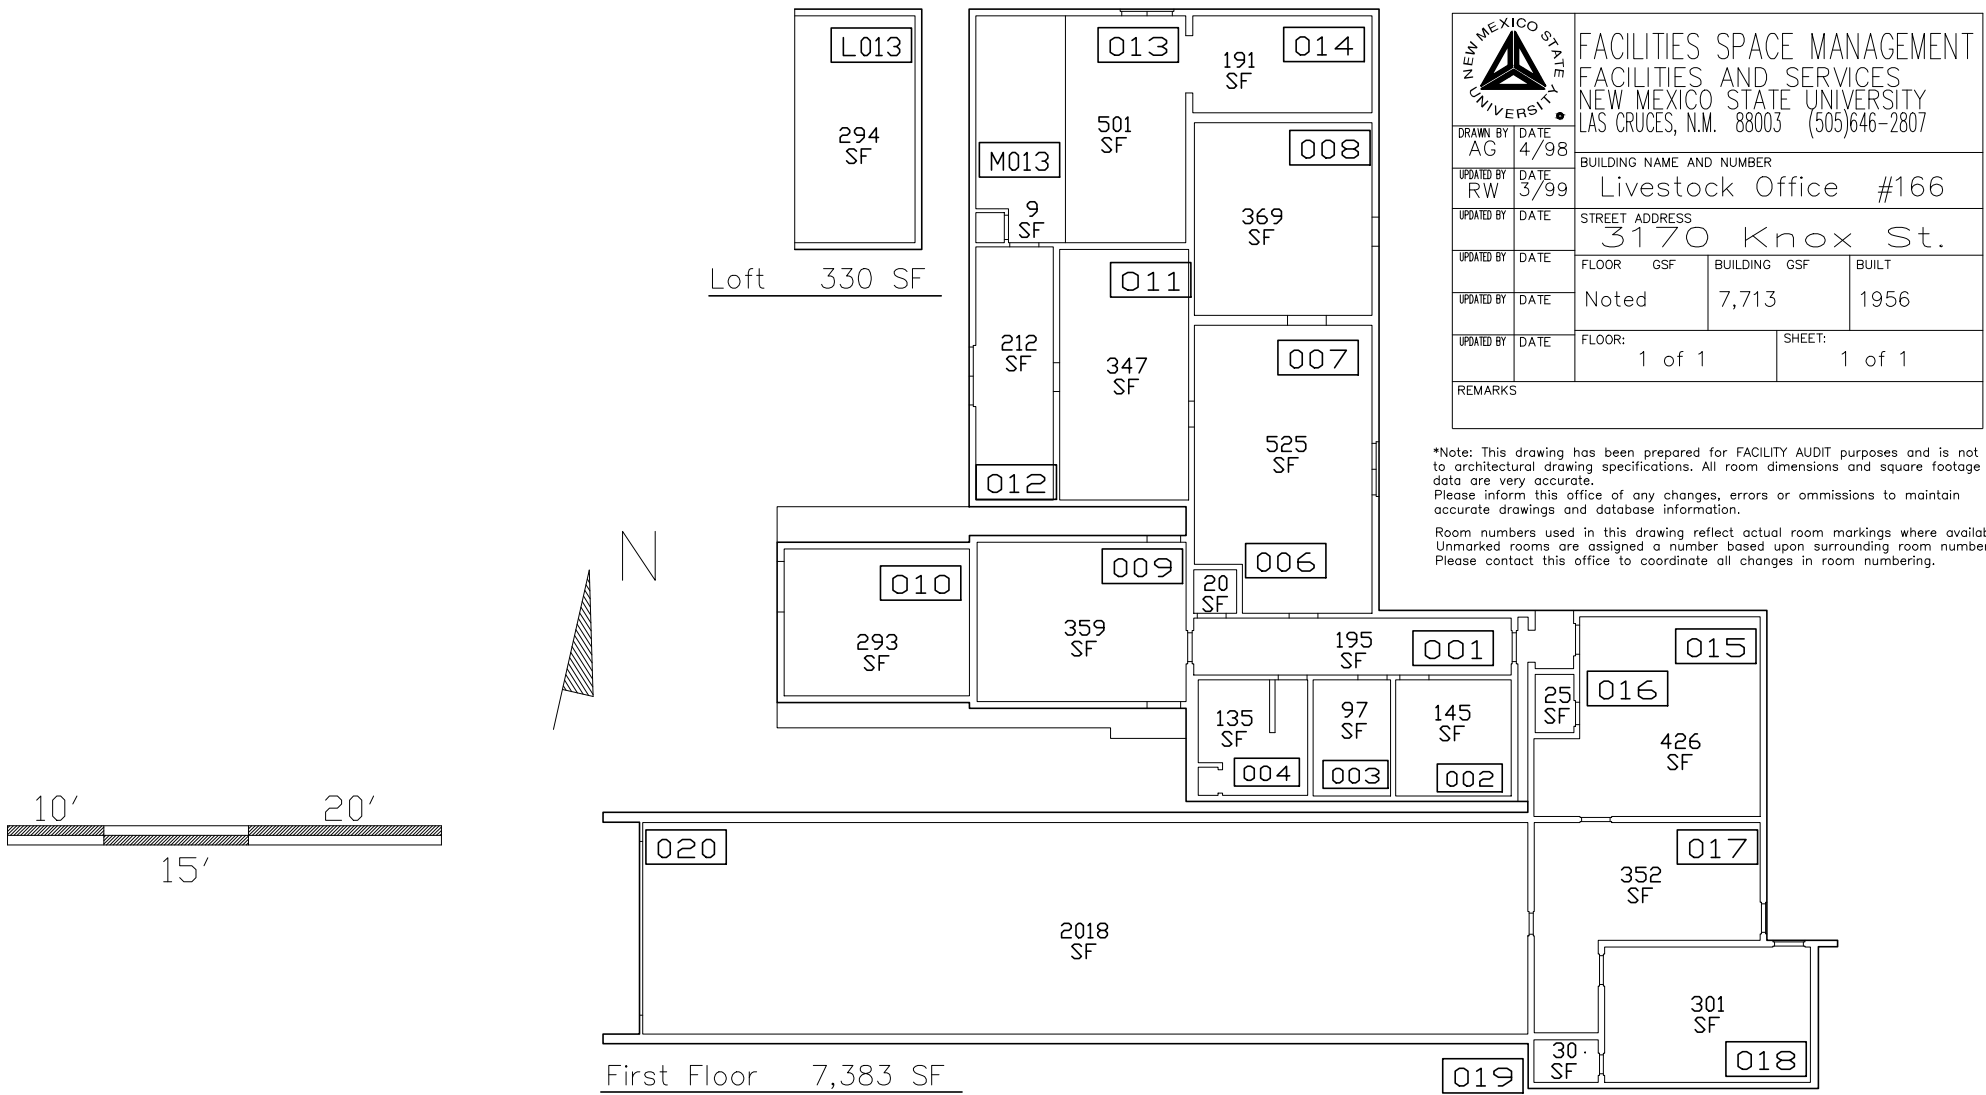 L013
294
SF
Loft 330 SF
013
014
191
SF
501
SF
M013
9
SF
008
369
SF
011
212
SF
347
SF
007
525
SF
012
006
20
SF
009
010
359
SF
293
SF
195
SF
001
015
016
25
SF
426
SF
135
SF
004
97
SF
003
145
SF
002
N
10'
20'
15'
020
2018
SF
017
352
SF
301
SF
018
30
SF
019
First Floor 7,383 SF
NEW MEXICO STATE
UNIVERSITY
FACILITIES SPACE MANAGEMENT
FACILITIES AND SERVICES
NEW MEXICO STATE UNIVERSITY
LAS CRUCES, N.M. 88003 (505)646-2807
DRAWN BY DATE
AG 4/98
UPDATED BY DATE
RW 3/99
UPDATED BY DATE
UPDATED BY DATE
UPDATED BY DATE
UPDATED BY DATE
BUILDING NAME AND NUMBER
Livestock Office #166
STREET ADDRESS
3170 Knox St.
FLOOR GSF BUILDING GSF BUILT
Noted 7,713 1956
FLOOR: SHEET:
1 of 1 1 of 1
REMARKS
*Note: This drawing has been prepared for FACILITY AUDIT purposes and is not
to architectural drawing specifications. All room dimensions and square footage
data are very accurate.
Please inform this office of any changes, errors or ommissions to maintain
accurate drawings and database information.
Room numbers used in this drawing reflect actual room markings where availab
Unmarked rooms are assigned a number based upon surrounding room number
Please contact this office to coordinate all changes in room numbering.